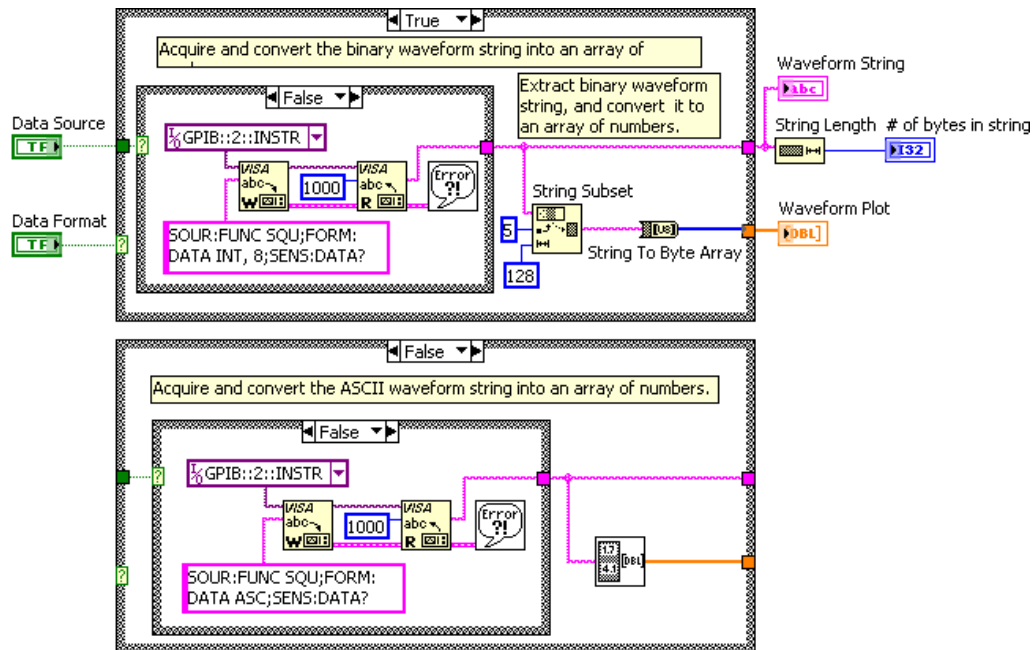 True
Acquire and convert the binary waveform string into an array of
False
Extract binary waveform
string, and convert it to
an array of numbers.
Waveform String
abc
Data Source
TF
GPIB::2::INSTR
String Length
# of bytes in string
I32
VISA
abc
W
1000
VISA
abc
R
Error
?!
String Subset
Data Format
TF
SOUR:FUNC SQU;FORM:
DATA INT, 8;SENS:DATA?
5
128
[U8]
String To Byte Array
Waveform Plot
DBL]
False
Acquire and convert the ASCII waveform string into an array of numbers.
False
GPIB::2::INSTR
VISA
abc
W
1000
VISA
abc
R
Error
?!
SOUR:FUNC SQU;FORM:
DATA ASC;SENS:DATA?
1.7
4.1
[DBL]